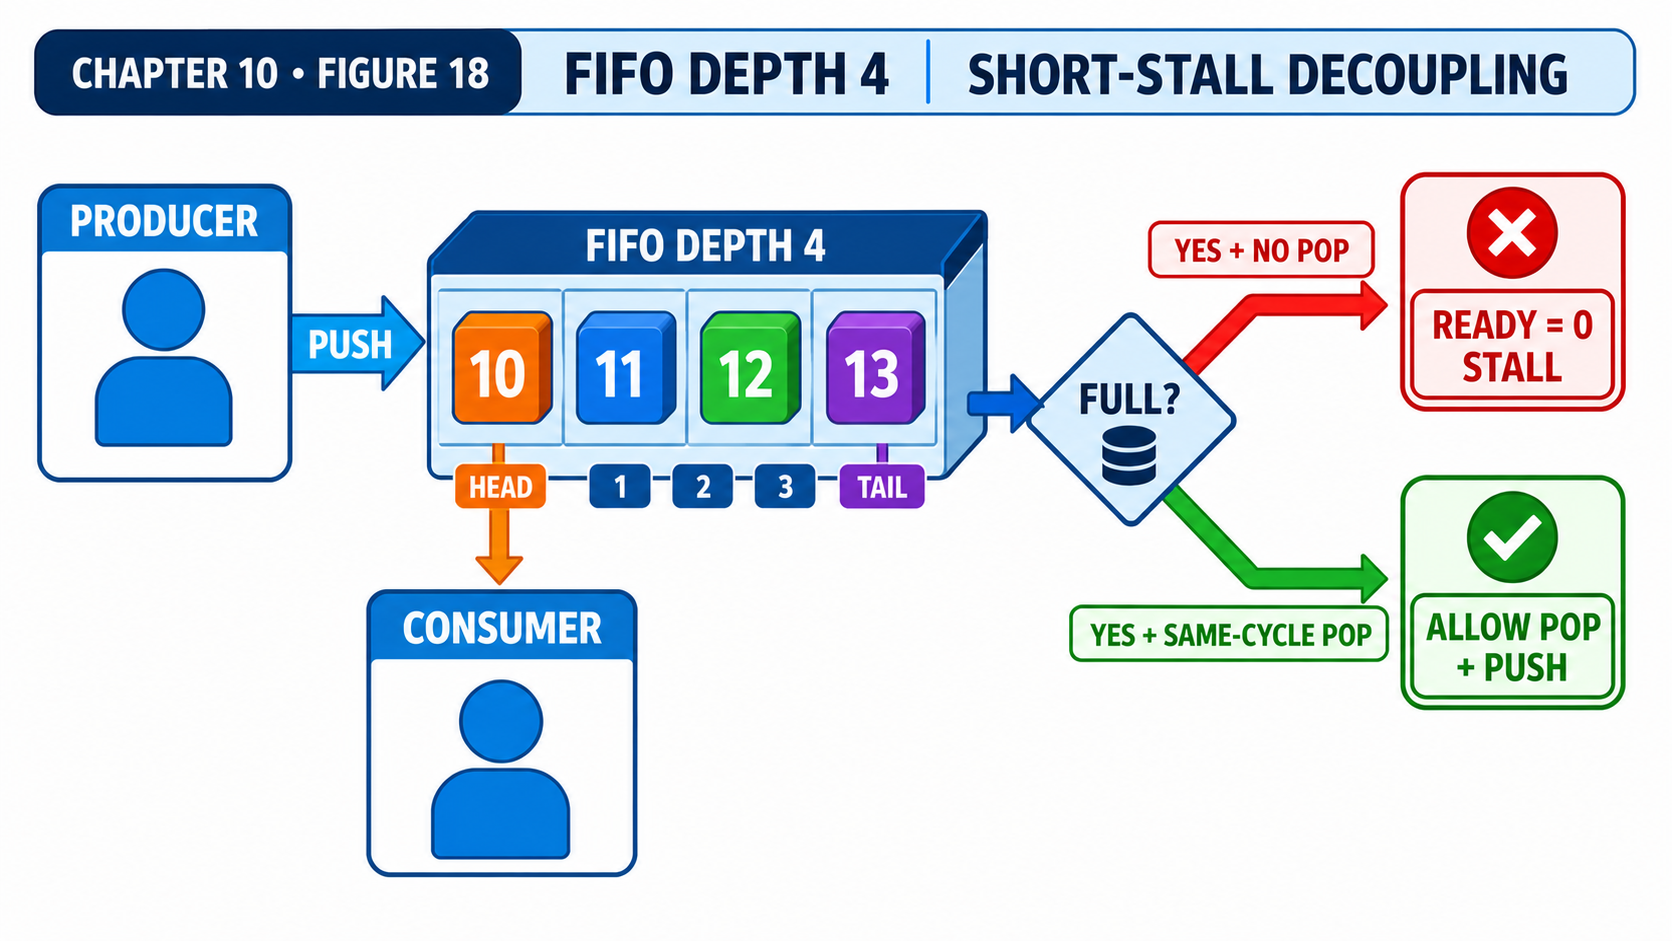 CHAPTER 10 • FIGURE 18
FIFO DEPTH 4
SHORT-STALL DECOUPLING
PRODUCER
PUSH
FIFO DEPTH 4
10
11
12
13
HEAD
1
2
3
TAIL
CONSUMER
FULL?
YES + NO POP
READY = 0
STALL
YES + SAME-CYCLE POP
ALLOW POP
+ PUSH